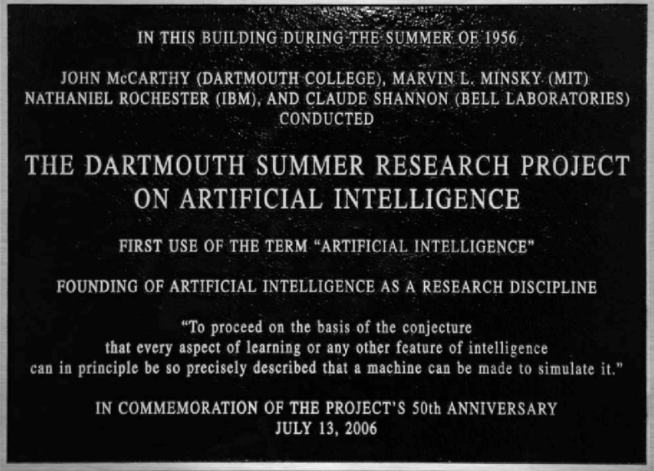 IN THIS BUILDING DURING THE SUMMER OF 1956
JOHN McCARTHY (DARTMOUTH COLLEGE), MARVIN L. MINSKY (MIT)
NATHANIEL ROCHESTER (IBM), AND CLAUDE SHANNON (BELL LABORATORIES)
CONDUCTED
THE DARTMOUTH SUMMER RESEARCH PROJECT
ON ARTIFICIAL INTELLIGENCE
FIRST USE OF THE TERM “ARTIFICIAL INTELLIGENCE”
FOUNDING OF ARTIFICIAL INTELLIGENCE AS A RESEARCH DISCIPLINE
“To proceed on the basis of the conjecture
that every aspect of learning or any other feature of intelligence
can in principle be so precisely described that a machine can be made to simulate it.”
IN COMMEMORATION OF THE PROJECT’S 50th ANNIVERSARY
JULY 13, 2006